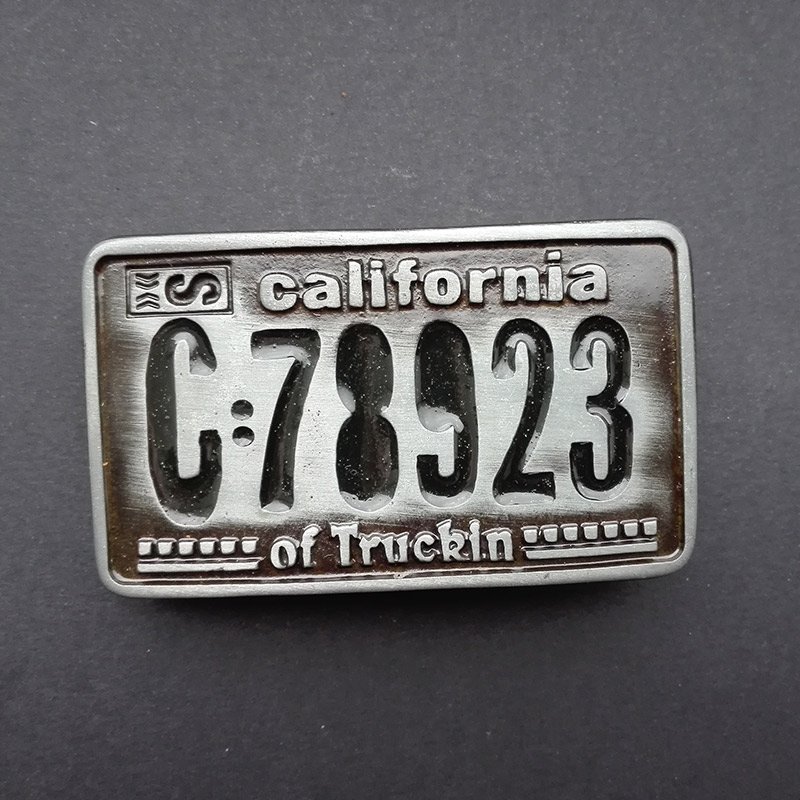 S california
C:78923
of Truckin